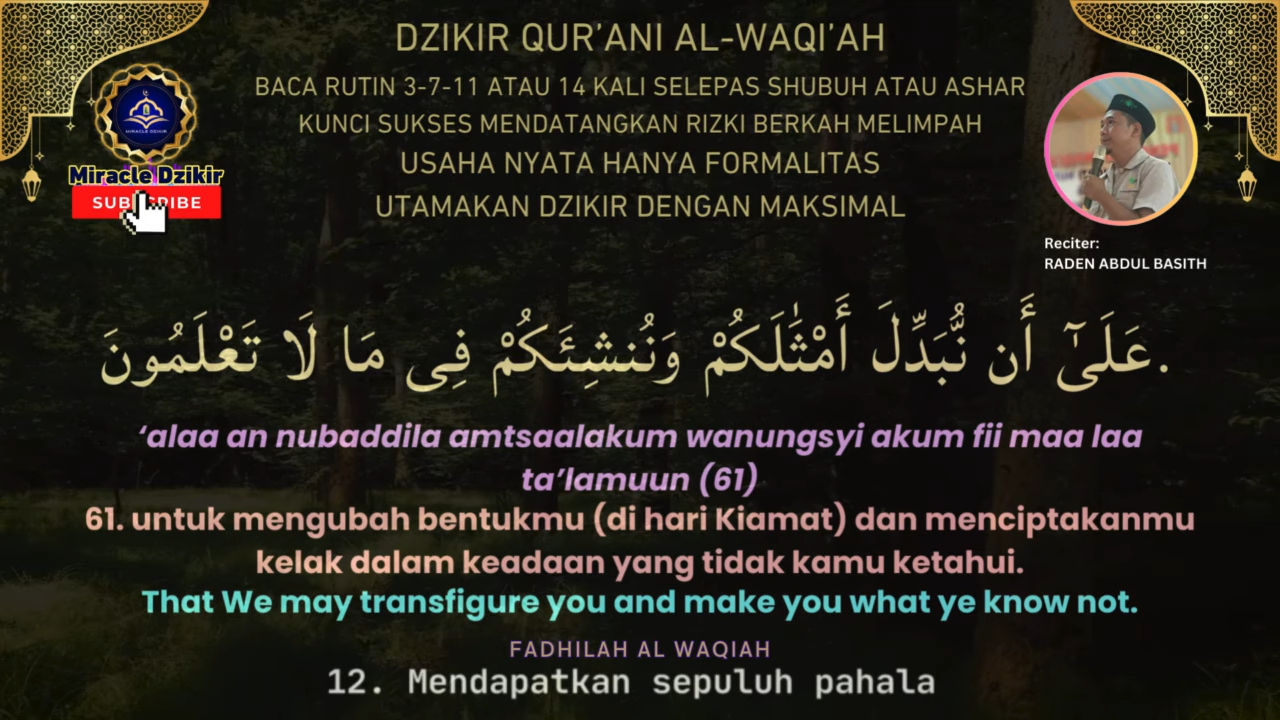 DZIKIR QUR'ANI AL-WAQI'AH
BACA RUTIN 3-7-11 ATAU 14 KALI SELEPAS SHUBUH ATAU ASHAR
KUNCI SUKSES MENDATANGKAN RIZKI BERKAH MELIMPAH
USAHA NYATA HANYA FORMALITAS
UTAMAKAN DZIKIR DENGAN MAKSIMAL
MIRACLE DZIKIR
Miracle Dzikir
Reciter:
RADEN ABDUL BASITH
عَلَىٰٓ أَن نُّبَدِّلَ أَمْثَٰلَكُمْ وَنُنشِئَكُمْ فِى مَا لَا تَعْلَمُونَ.
‘alaa an nubaddila amtsaalakum wanungsyi akum fii maa laa
ta’lamuun (61)
61. untuk mengubah bentukmu (di hari Kiamat) dan menciptakanmu
kelak dalam keadaan yang tidak kamu ketahui.
That We may transfigure you and make you what ye know not.
FADHILAH AL WAQIAH
12. Mendapatkan sepuluh pahala